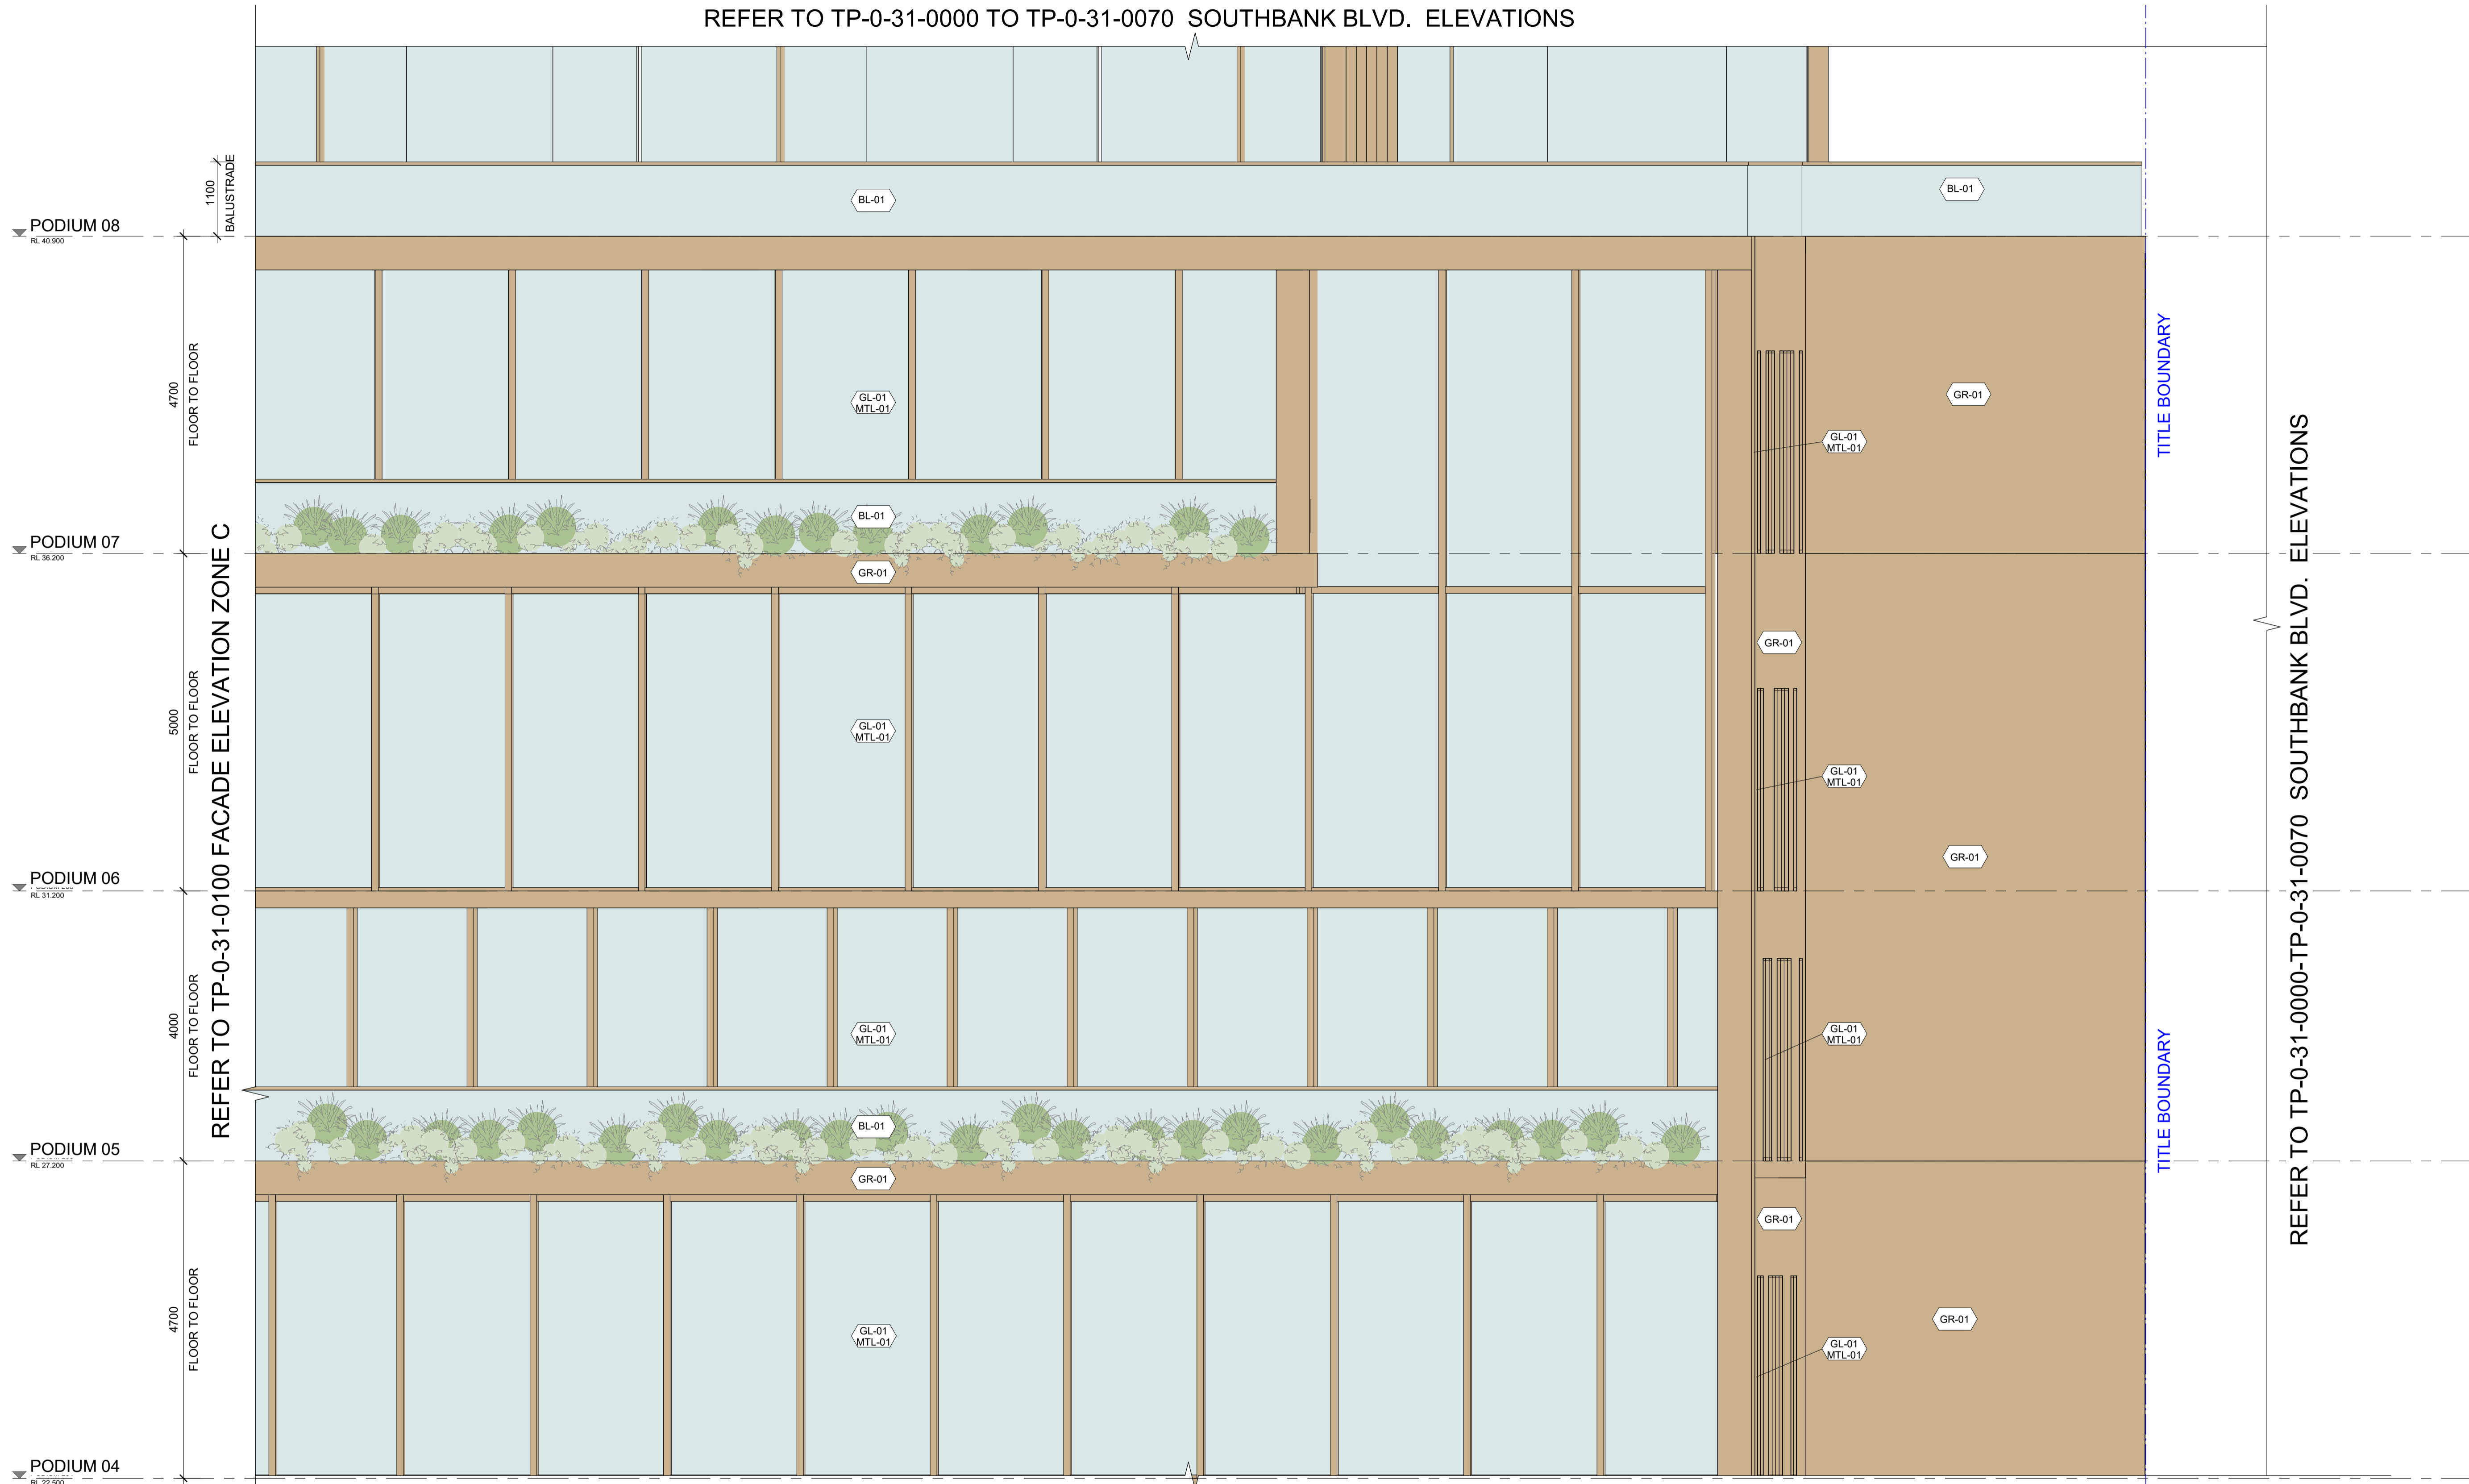 REFER TO TP-0-31-0000 TO TP-0-31-0070 SOUTHBANK BLVD. ELEVATIONS
1100
BALUSTRADE
BL-01
BL-01
PODIUM 08
RL 40.900
4700
FLOOR TO FLOOR
GL-01
MTL-01
GR-01
GL-01
MTL-01
TITLE BOUNDARY
BL-01
PODIUM 07
RL 36.200
GR-01
REFER TO TP-0-31-0100 FACADE ELEVATION ZONE C
REFER TO TP-0-31-0000-TP-0-31-0070 SOUTHBANK BLVD. ELEVATIONS
5000
FLOOR TO FLOOR
GR-01
GL-01
MTL-01
GL-01
MTL-01
GR-01
PODIUM 06
RL 31.200
4000
FLOOR TO FLOOR
GL-01
MTL-01
GL-01
MTL-01
TITLE BOUNDARY
BL-01
PODIUM 05
RL 27.200
GR-01
GR-01
4700
FLOOR TO FLOOR
GL-01
MTL-01
GR-01
GL-01
MTL-01
PODIUM 04
RL 22.500